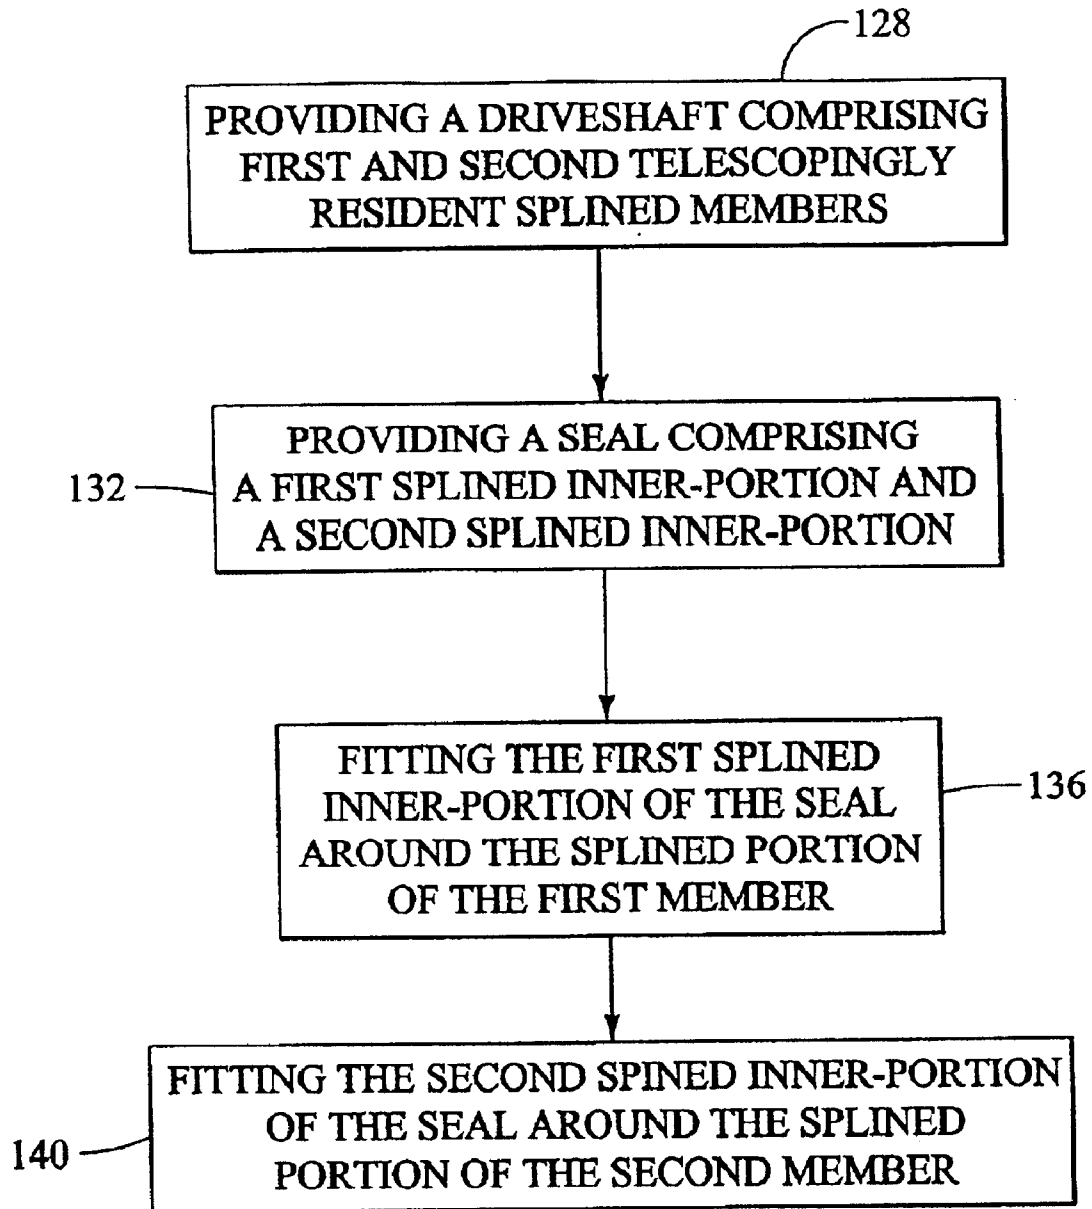 128
PROVIDING A DRIVESHAFT COMPRISING
FIRST AND SECOND TELESCOPINGLY
RESIDENT SPLINED MEMBERS
132
PROVIDING A SEAL COMPRISING
A FIRST SPLINED INNER-PORTION AND
A SECOND SPLINED INNER-PORTION
136
FITTING THE FIRST SPLINED
INNER-PORTION OF THE SEAL
AROUND THE SPLINED PORTION
OF THE FIRST MEMBER
140
FITTING THE SECOND SPINED INNER-PORTION
OF THE SEAL AROUND THE SPLINED
PORTION OF THE SECOND MEMBER